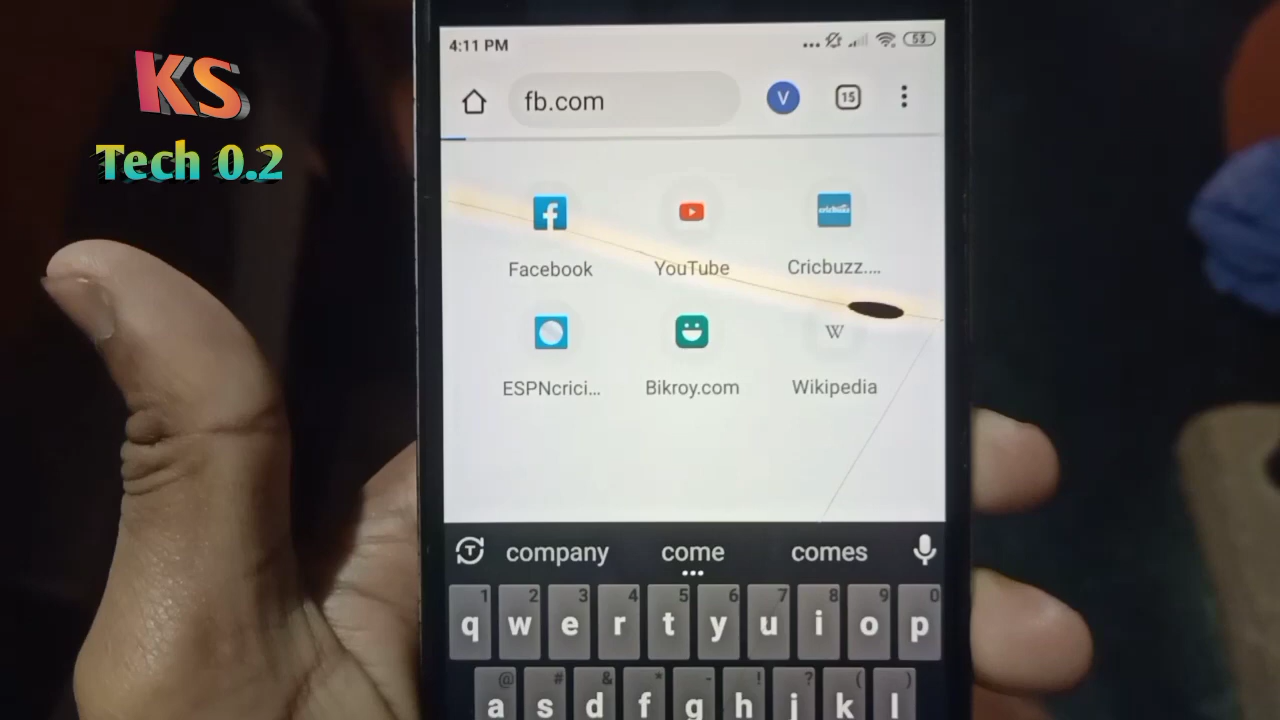 KS
Tech 0.2
4:11 PM
53
fb.com
V
15
Facebook
YouTube
cricbuzz
Cricbuzz....
W
ESPNcrici...
Bikroy.com
Wikipedia
T
company
come
comes
1 2 3 4 5 6 7 8 9 0
q w e r t y u i o p
@ # & * - ! ? ( )
a s d f g h j k l